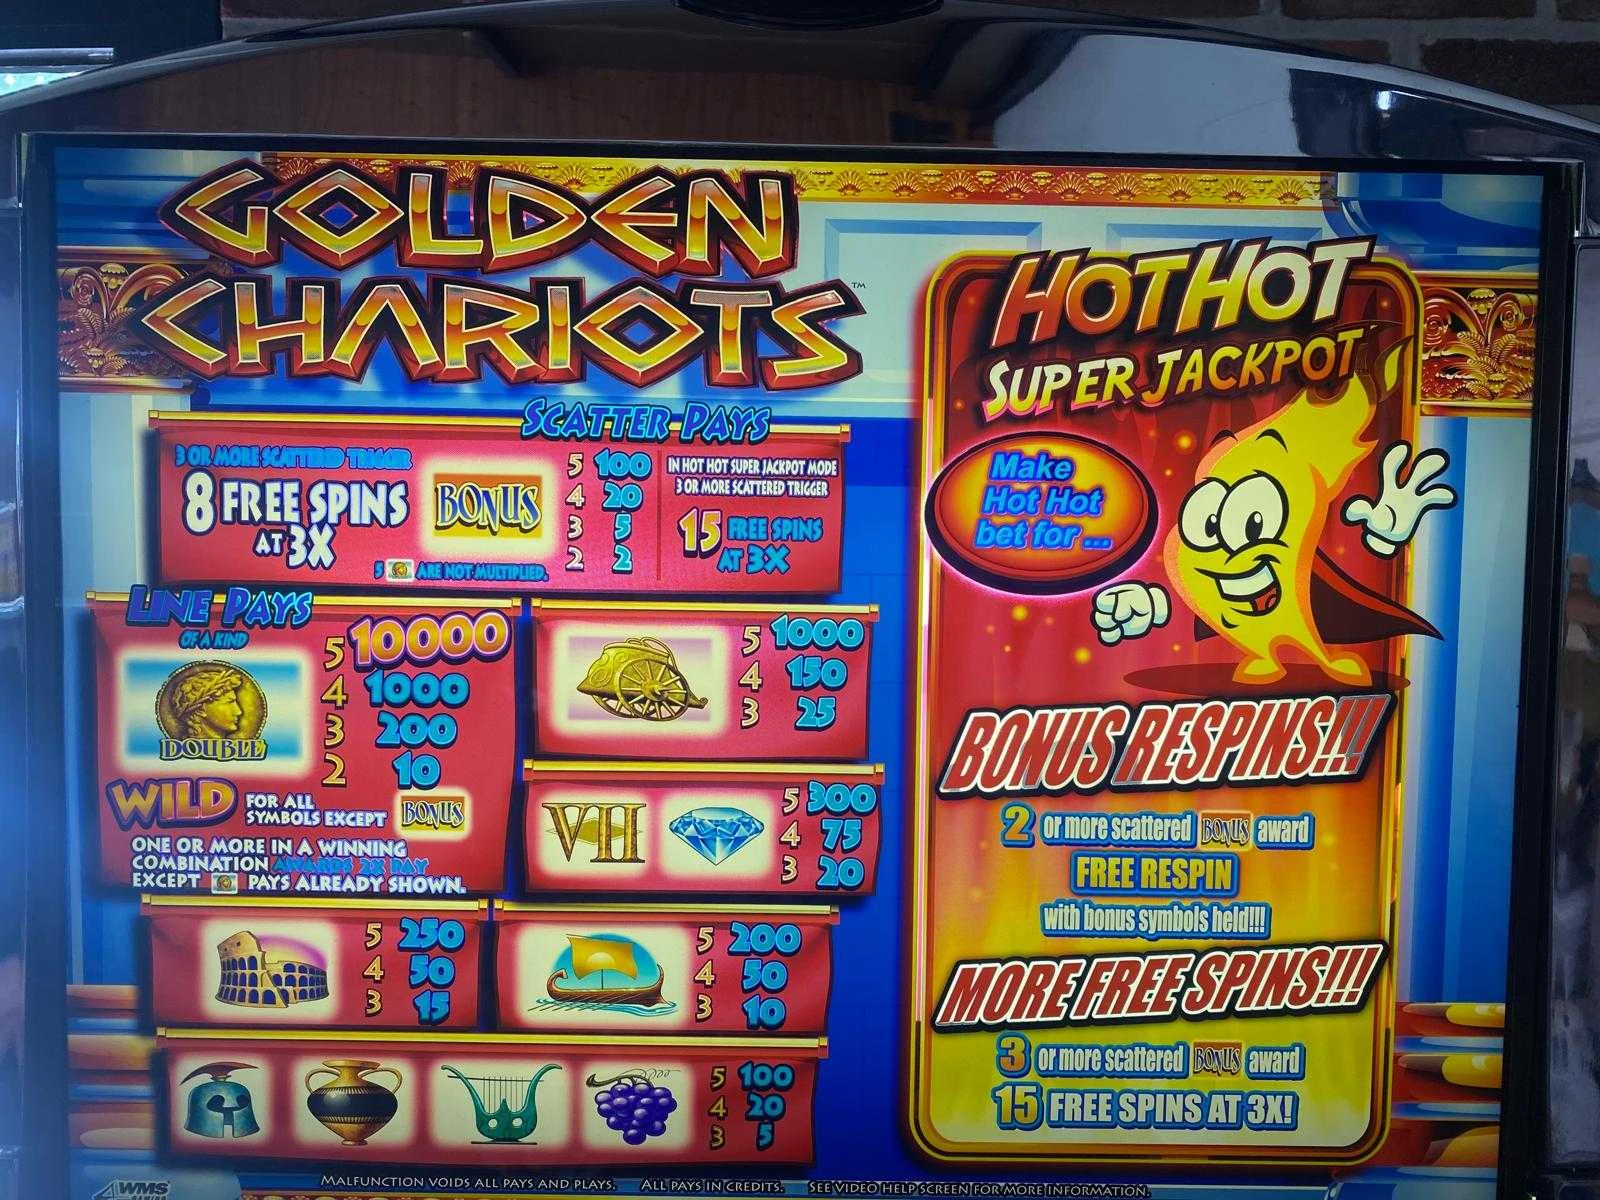 GOLDEN
CHARIOTS™
SCATTER PAYS
3 OR MORE SCATTERED TRIGGER
8 FREE SPINS
AT 3X
BONUS
5 100
4 20
3 5
2 2
5 ARE NOT MULTIPLIED.
IN HOT HOT SUPER JACKPOT MODE
3 OR MORE SCATTERED TRIGGER
15 FREE SPINS
AT 3X
LINE PAYS
OF A KIND
DOUBLE
5 10000
4 1000
3 200
2 10
WILD FOR ALL
SYMBOLS EXCEPT BONUS
ONE OR MORE IN A WINNING
COMBINATION AWARDS 2X PAY
EXCEPT PAYS ALREADY SHOWN.
5 1000
4 150
3 25
VII
5 300
4 75
3 20
5 250
4 50
3 15
5 200
4 50
3 10
5 100
4 20
3 5
HOT HOT
SUPER JACKPOT
Make
Hot Hot
bet for ...
BONUS RESPINS!!!
2 or more scattered BONUS award
FREE RESPIN
with bonus symbols held!!!
MORE FREE SPINS!!!
3 or more scattered BONUS award
15 FREE SPINS AT 3X!
WMS
GAMING
MALFUNCTION VOIDS ALL PAYS AND PLAYS. ALL PAYS IN CREDITS. SEE VIDEO HELP SCREEN FOR MORE INFORMATION.